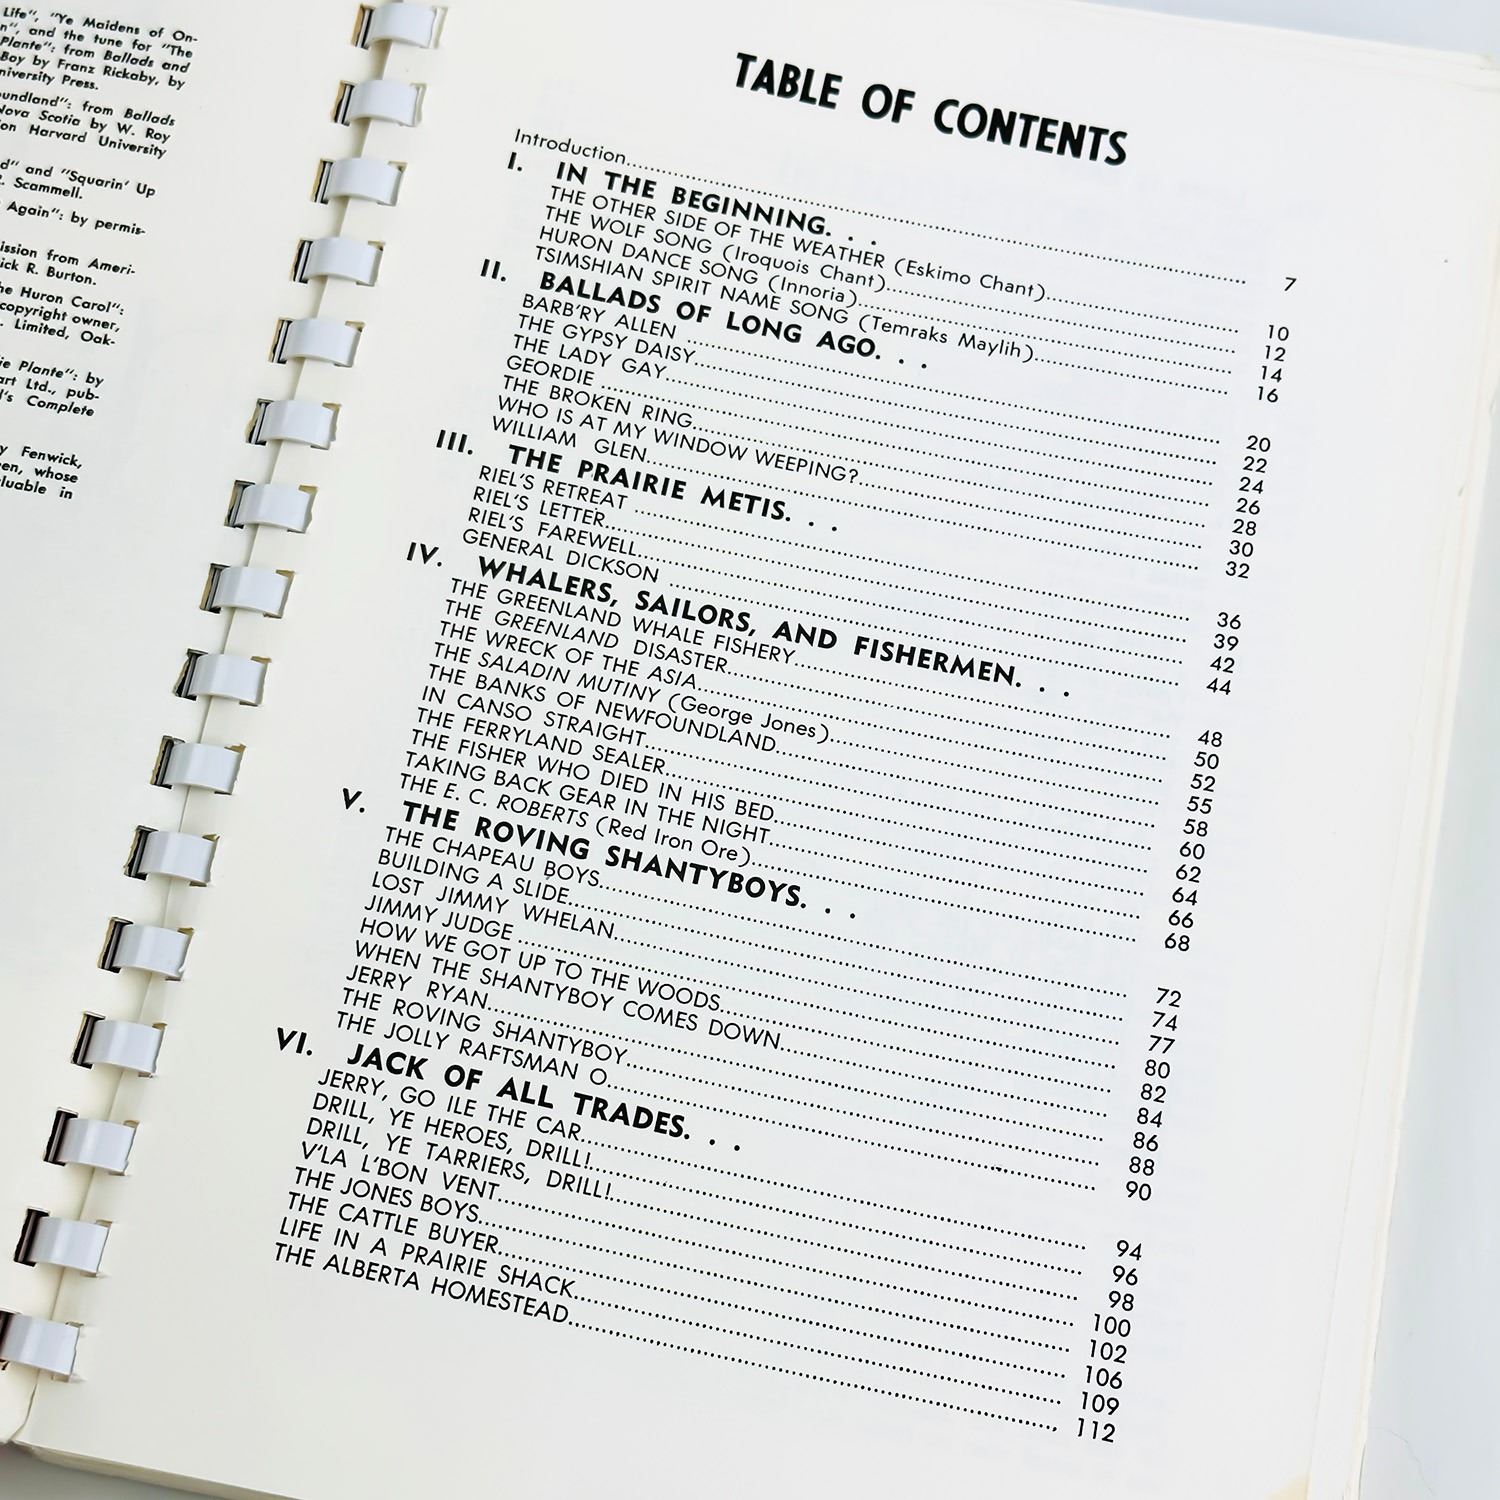 Life", "Ye Maidens of On-
n", and the tune for "The
Plante": from Ballads and
Boy by Franz Rickaby, by
niversity Press.
undland": from Ballads
Nova Scotia by W. Roy
on Harvard University
d" and "Squarin' Up
. Scammell.
Again": by permis-
ission from Ameri-
ick R. Burton.
he Huron Carol":
copyright owner,
. Limited, Oak-
ie Plante": by
art Ltd., pub-
l's Complete
y Fenwick,
en, whose
luable in
TABLE OF CONTENTS
Introduction 7
I. IN THE BEGINNING. . .
THE OTHER SIDE OF THE WEATHER (Eskimo Chant) 10
THE WOLF SONG (Iroquois Chant) 12
HURON DANCE SONG (Innoria) 14
TSIMSHIAN SPIRIT NAME SONG (Temraks Maylih) 16
II. BALLADS OF LONG AGO. . .
BARB'RY ALLEN 20
THE GYPSY DAISY 22
THE LADY GAY 24
GEORDIE 26
THE BROKEN RING 28
WHO IS AT MY WINDOW WEEPING? 30
WILLIAM GLEN 32
III. THE PRAIRIE METIS. . .
RIEL'S RETREAT 36
RIEL'S LETTER 39
RIEL'S FAREWELL 42
GENERAL DICKSON 44
IV. WHALERS, SAILORS, AND FISHERMEN. . .
THE GREENLAND WHALE FISHERY 48
THE GREENLAND DISASTER 50
THE WRECK OF THE ASIA 52
THE SALADIN MUTINY (George Jones) 55
THE BANKS OF NEWFOUNDLAND 58
IN CANSO STRAIGHT 60
THE FERRYLAND SEALER 62
THE FISHER WHO DIED IN HIS BED 64
TAKING BACK GEAR IN THE NIGHT 66
THE E. C. ROBERTS (Red Iron Ore) 68
V. THE ROVING SHANTYBOYS. . .
THE CHAPEAU BOYS 72
BUILDING A SLIDE 74
LOST JIMMY WHELAN 77
JIMMY JUDGE 80
HOW WE GOT UP TO THE WOODS 82
WHEN THE SHANTYBOY COMES DOWN 84
JERRY RYAN 86
THE ROVING SHANTYBOY 88
THE JOLLY RAFTSMAN O 90
VI. JACK OF ALL TRADES. . .
JERRY, GO ILE THE CAR 94
DRILL, YE HEROES, DRILL! 96
DRILL, YE TARRIERS, DRILL! 98
V'LA L'BON VENT 100
THE JONES BOYS 102
THE CATTLE BUYER 106
LIFE IN A PRAIRIE SHACK 109
THE ALBERTA HOMESTEAD 112